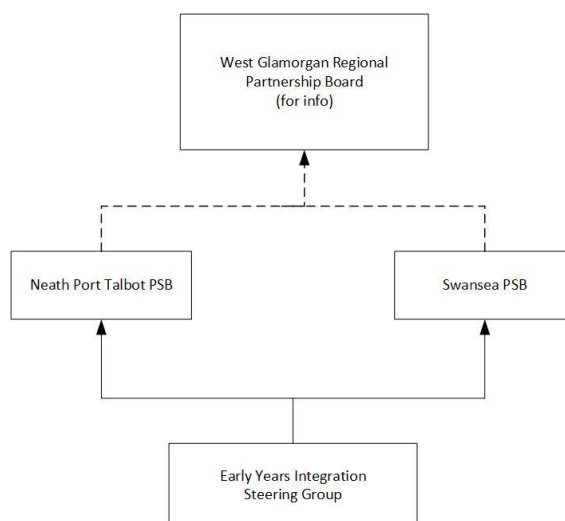 West Glamorgan Regional
Partnership Board
(for info)
Neath Port Talbot PSB
Swansea PSB
Early Years Integration
Steering Group